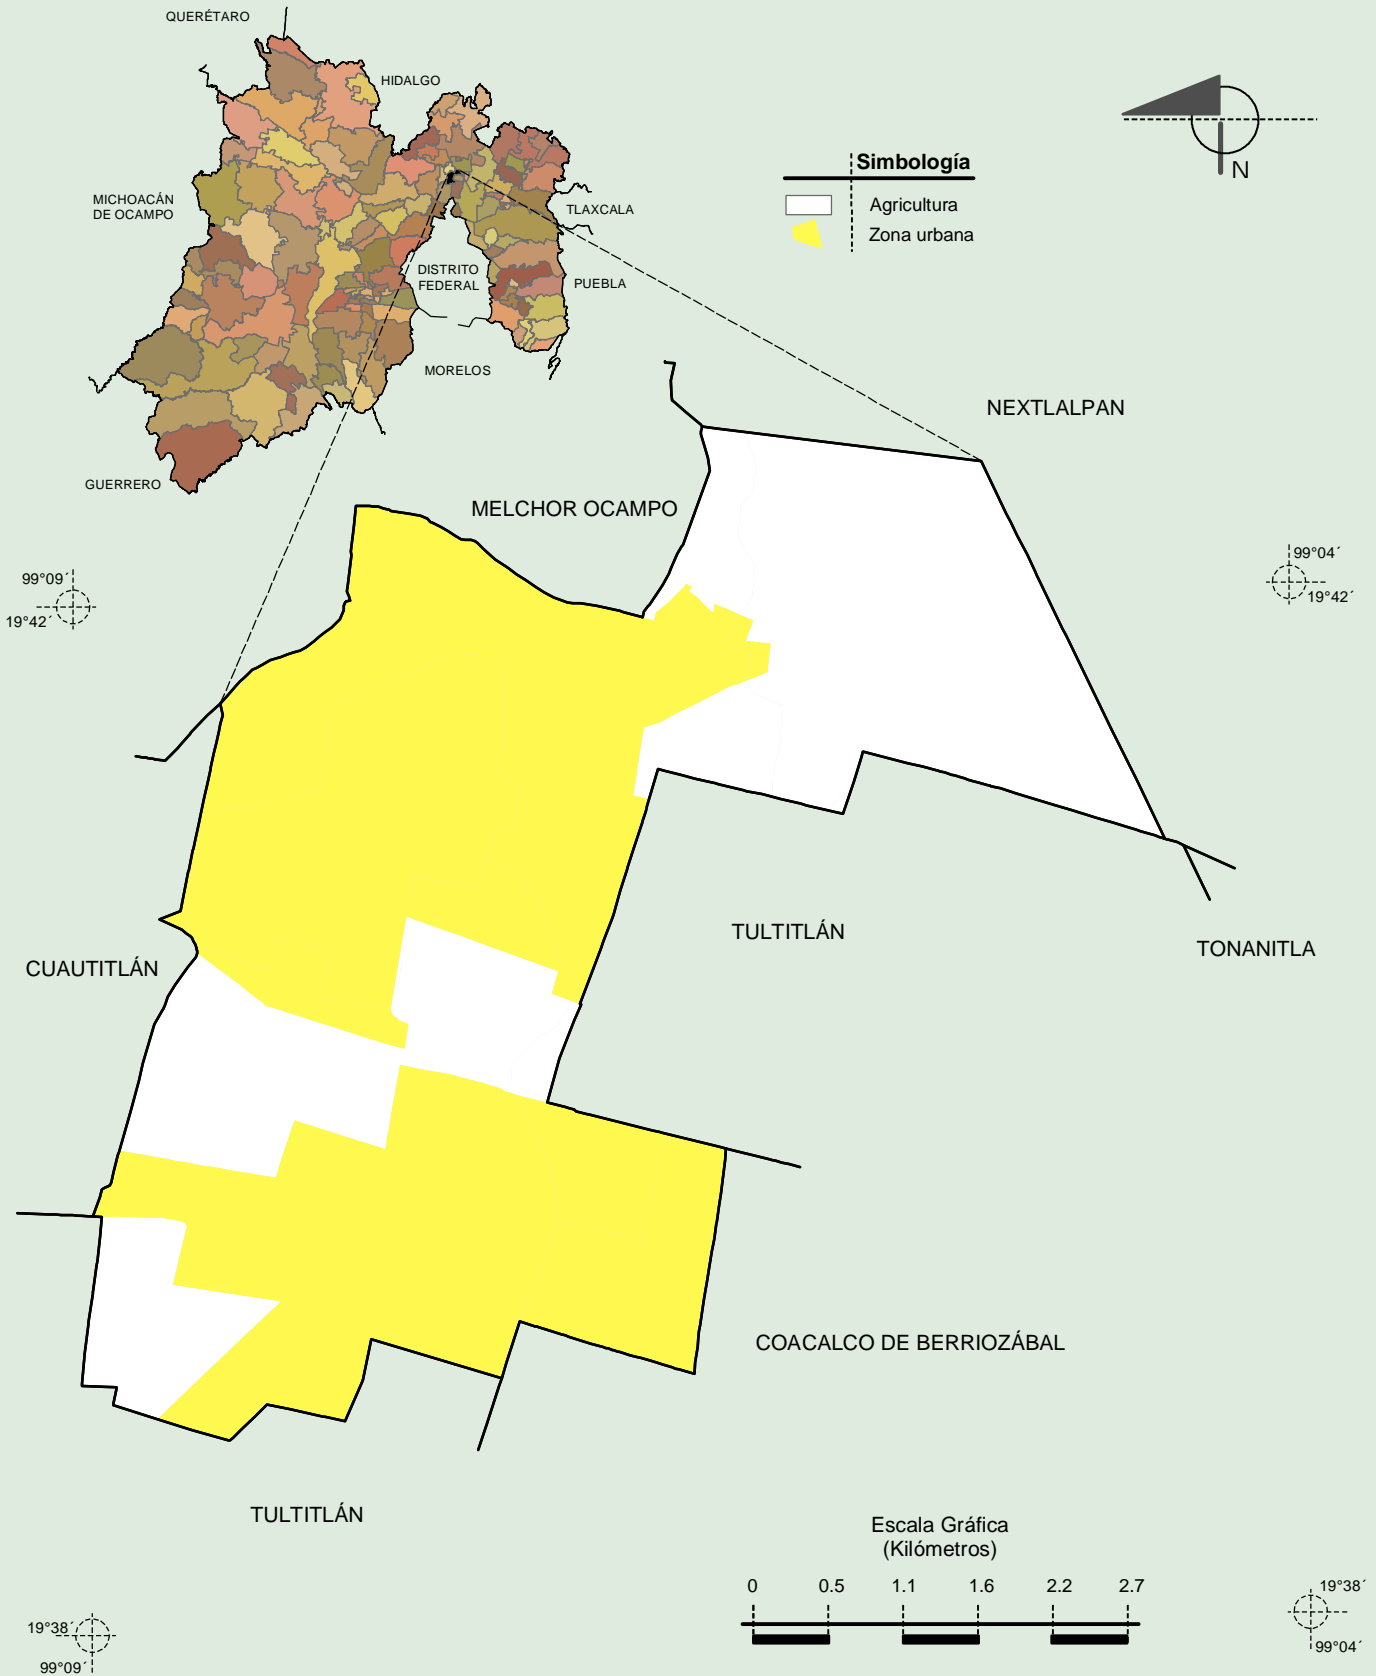 QUERÉTARO
HIDALGO
MICHOACÁN
DE OCAMPO
TLAXCALA
DISTRITO
FEDERAL
PUEBLA
MORELOS
GUERRERO
N
Simbología
Agricultura
Zona urbana
NEXTLALPAN
MELCHOR OCAMPO
99°09´
19°42´
99°04´
19°42´
TULTITLÁN
TONANITLA
CUAUTITLÁN
COACALCO DE BERRIOZÁBAL
TULTITLÁN
Escala Gráfica
(Kilómetros)
0 0.5 1.1 1.6 2.2 2.7
19°38´
99°09´
19°38´
99°04´